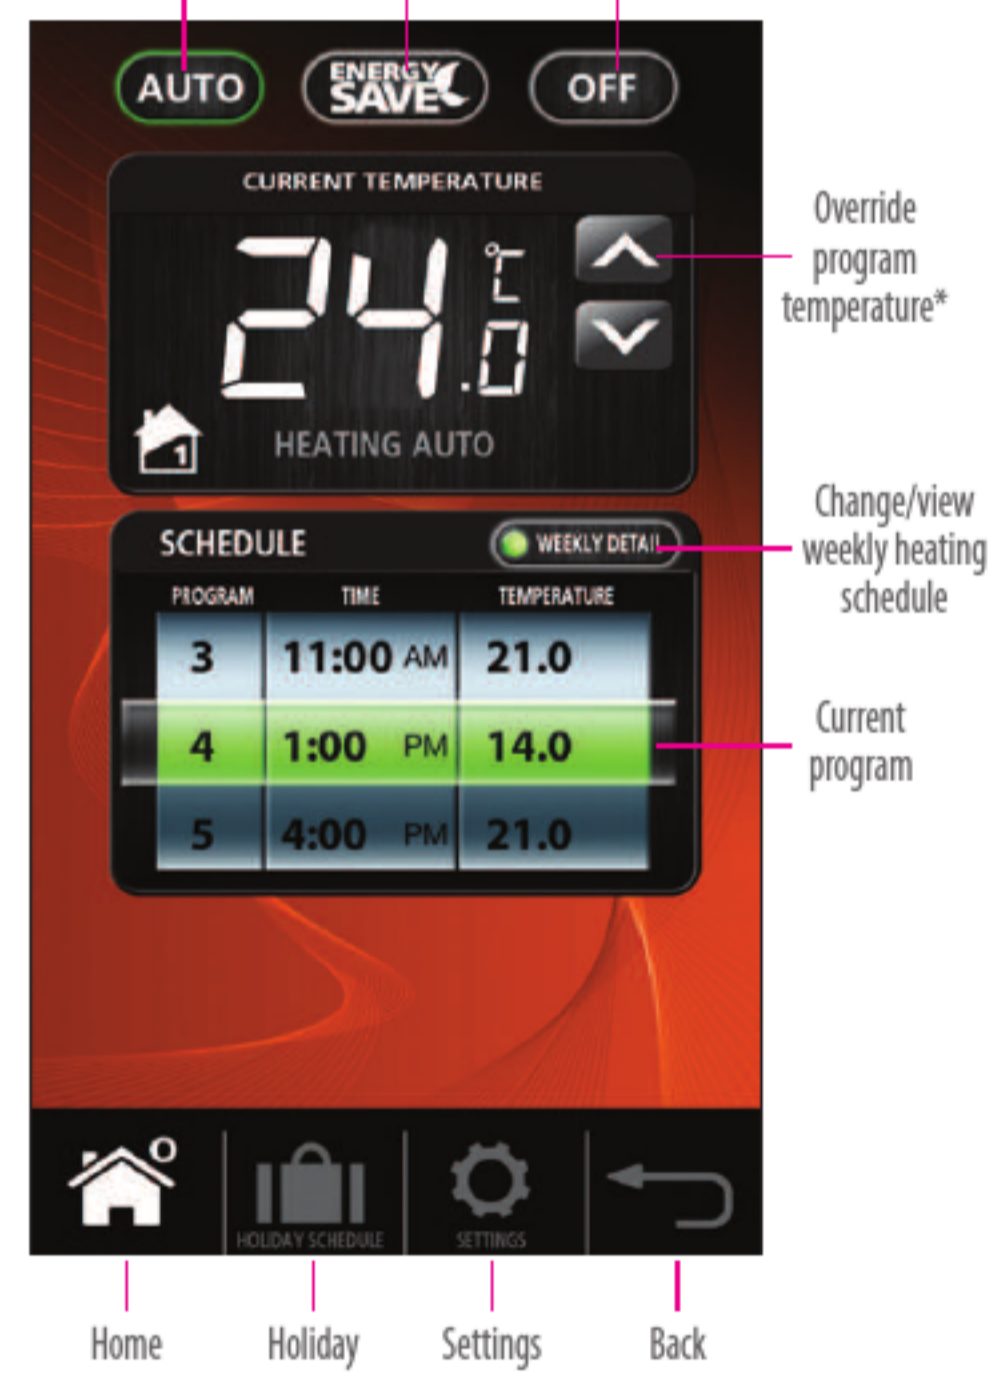 AUTO
ENERGY
SAVE
OFF
CURRENT TEMPERATURE
24.0 °C
HEATING AUTO
1
Override
program
temperature*
SCHEDULE
WEEKLY DETAIL
Change/view
weekly heating
schedule
PROGRAM TIME TEMPERATURE
3 11:00 AM 21.0
4 1:00 PM 14.0
5 4:00 PM 21.0
Current
program
HOLIDAY SCHEDULE
SETTINGS
Home
Holiday
Settings
Back